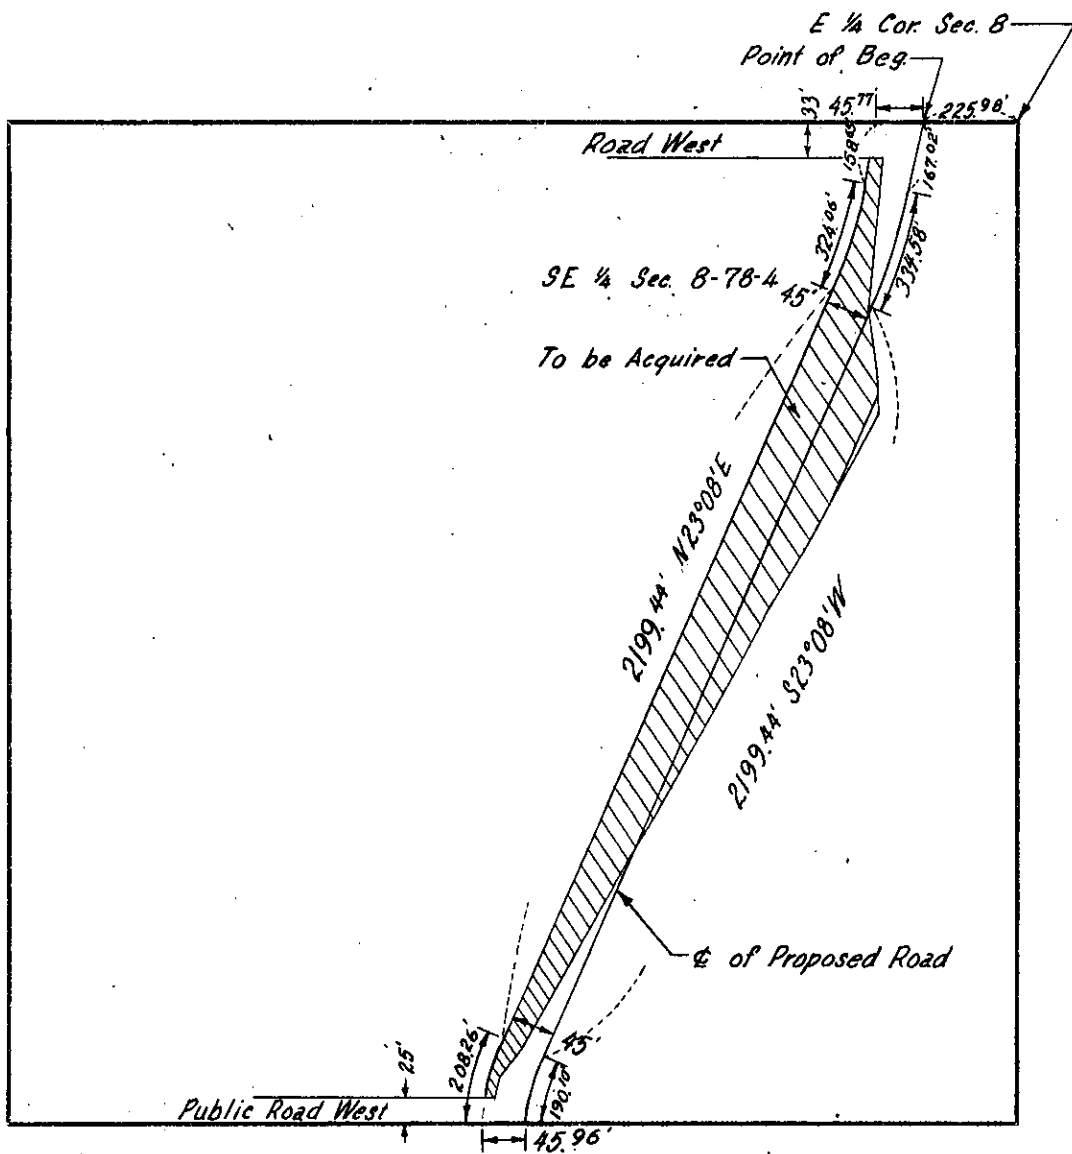 E 1/4 Cor. Sec. 8
Point of Beg.
33'
45.77
225.98'
Road West
158.65'
167.02'
324.06'
334.58'
SE 1/4 Sec. 8-78-4
45'
To be Acquired
2199.44' N23°08'E
2199.44' S23°08'W
℄ of Proposed Road
25'
208.26'
45'
190.10'
Public Road West
45.96'